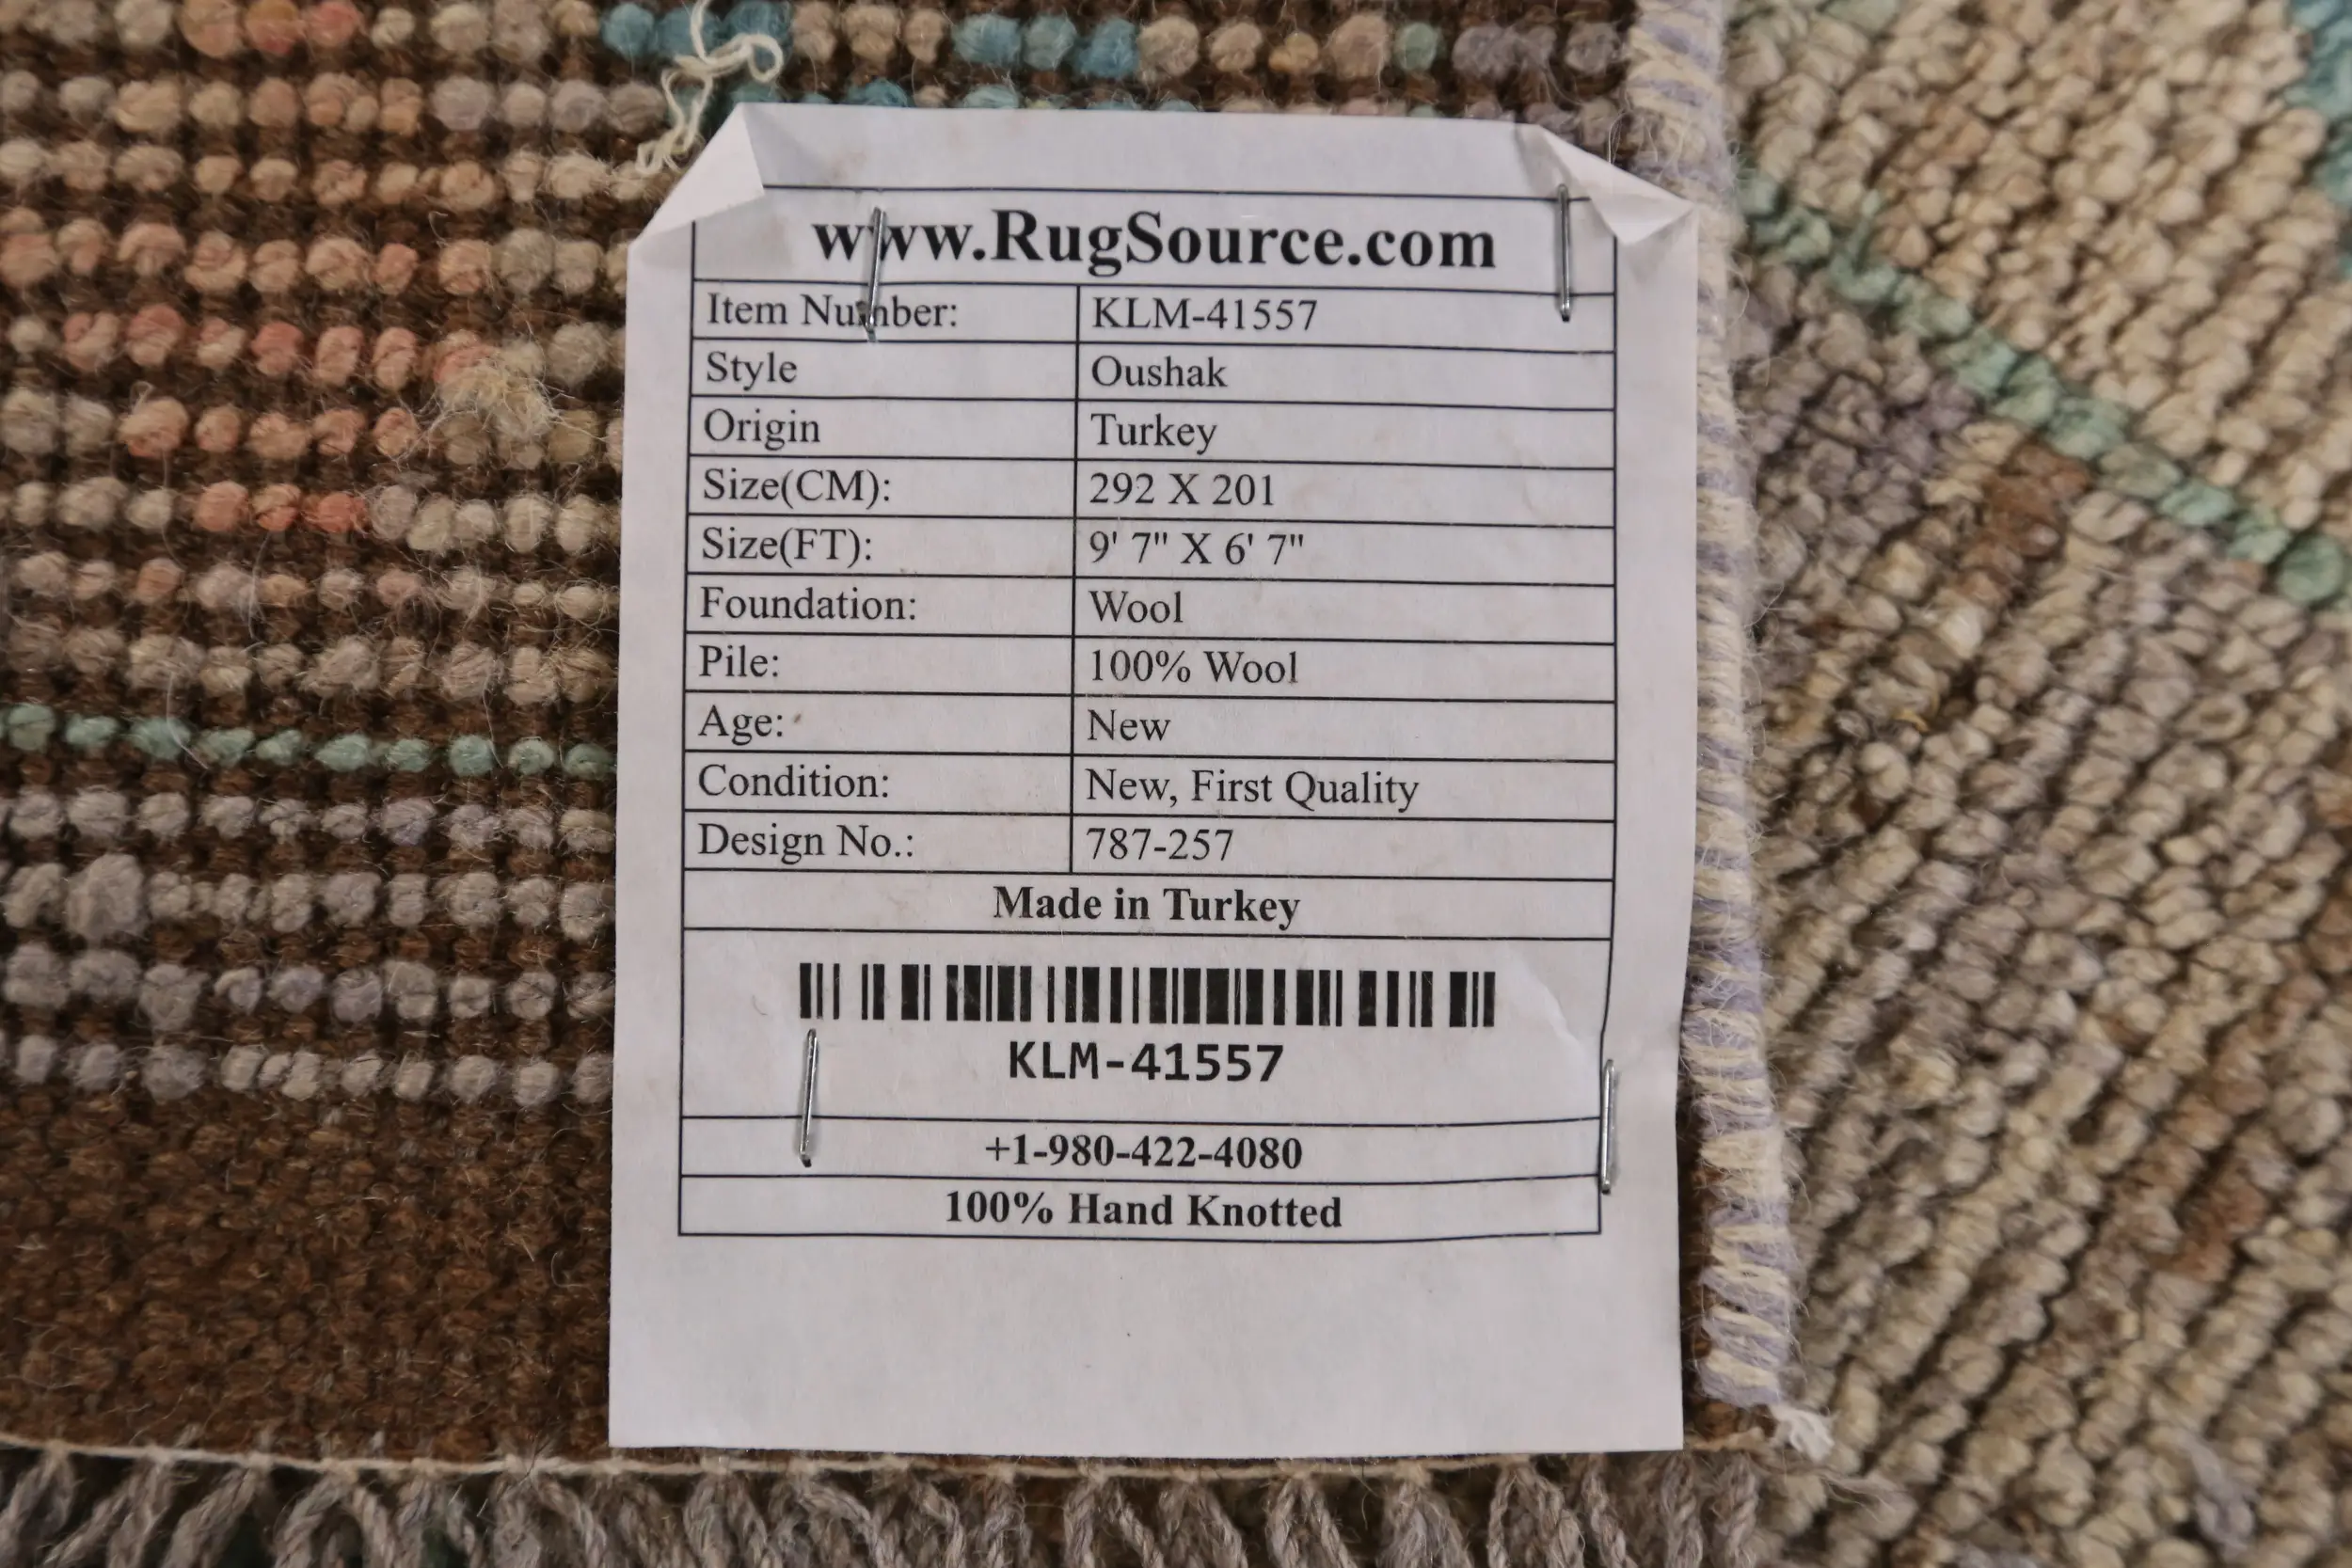 www.RugSource.com
Item Number: KLM-41557
Style Oushak
Origin Turkey
Size(CM): 292 X 201
Size(FT): 9' 7" X 6' 7"
Foundation: Wool
Pile: 100% Wool
Age: New
Condition: New, First Quality
Design No.: 787-257
Made in Turkey
KLM-41557
+1-980-422-4080
100% Hand Knotted